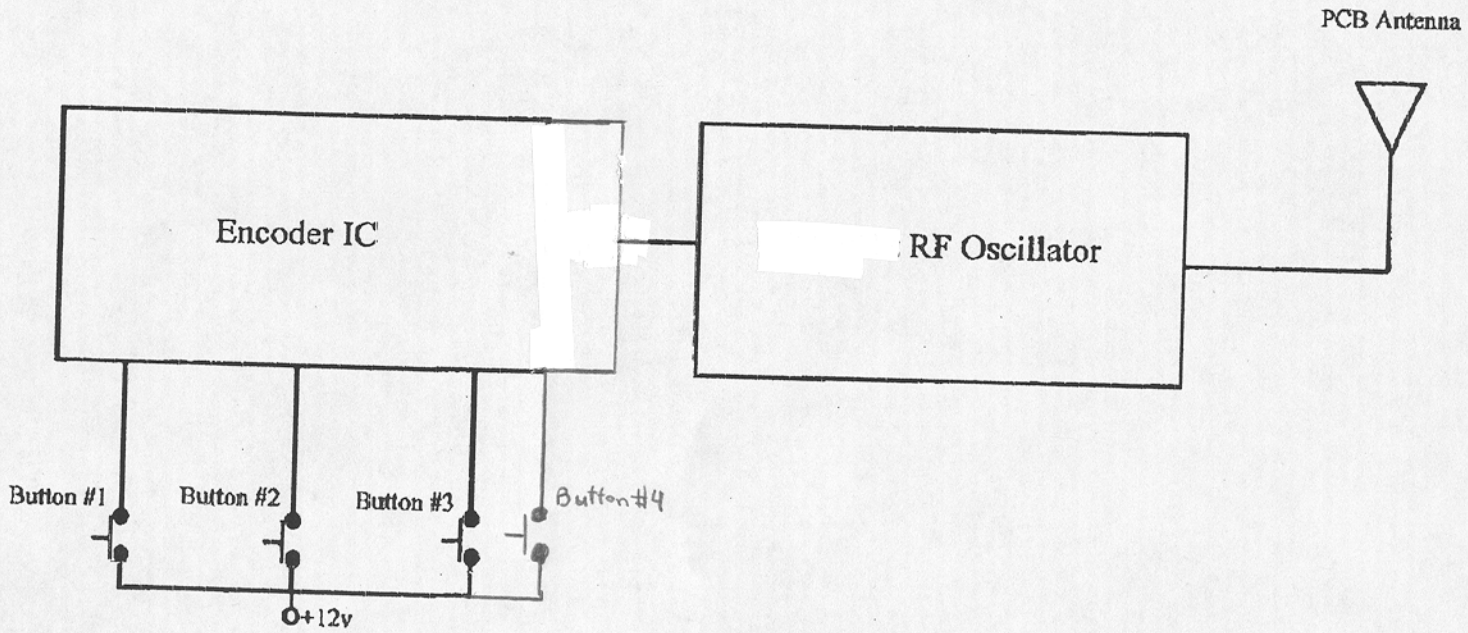 PCB Antenna
Encoder IC
RF Oscillator
Button #1
Button #2
Button #3
Button #4
+12v